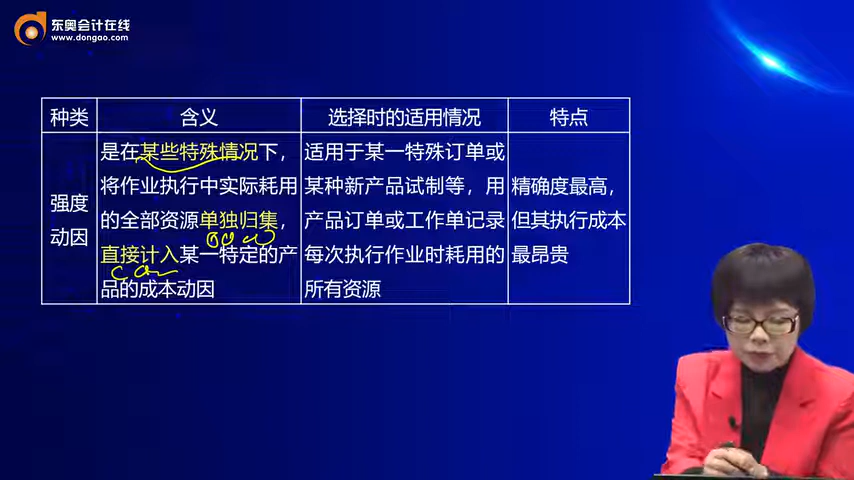 东奥会计在线
www.dongao.com
种类 含义 选择时的适用情况 特点
强度
动因
是在某些特殊情况下，
将作业执行中实际耗用
的全部资源单独归集，
直接计入某一特定的产
品的成本动因
适用于某一特殊订单或
某种新产品试制等，用
产品订单或工作单记录
每次执行作业时耗用的
所有资源
精确度最高，
但其执行成本
最昂贵